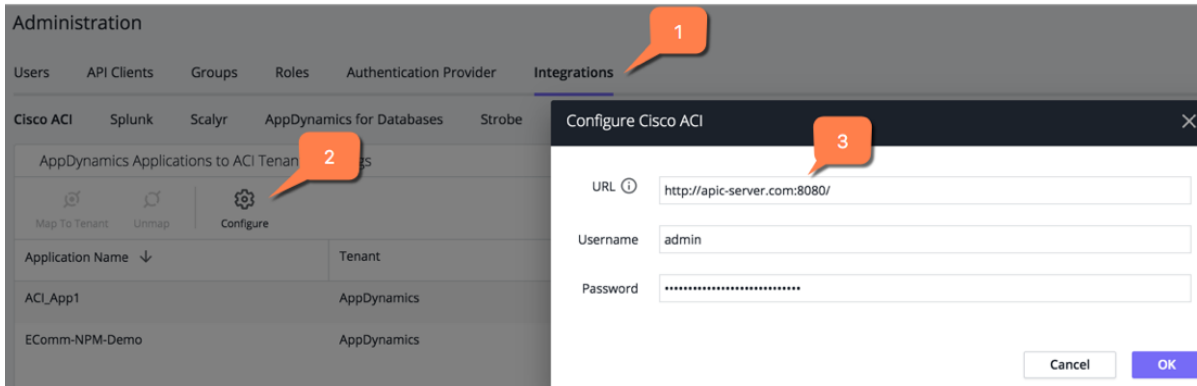 Administration
1
Users API Clients Groups Roles Authentication Provider Integrations
Cisco ACI Splunk Scalyr AppDynamics for Databases Strobe
Configure Cisco ACI
3
AppDynamics Applications to ACI
2
URL http://apic-server.com:8080/
Map To Tenant Unmap Configure
Username admin
Application Name Tenant
Password ••••••••••••••••••••••••••••••
ACI_App1 AppDynamics
EComm-NPM-Demo AppDynamics
Cancel OK